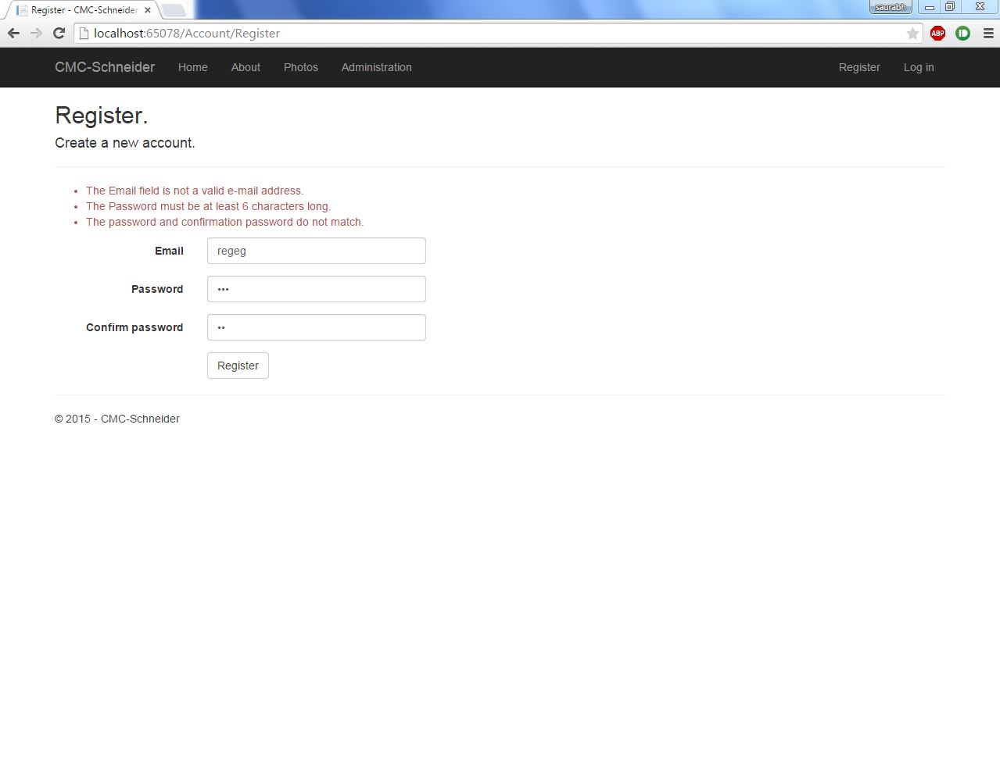 Register - CMC-Schneider
saurabh
localhost:65078/Account/Register
ABP
CMC-Schneider Home About Photos Administration Register Log in
Register.
Create a new account.
• The Email field is not a valid e-mail address.
• The Password must be at least 6 characters long.
• The password and confirmation password do not match.
Email regeg
Password •••
Confirm password ••
Register
© 2015 - CMC-Schneider